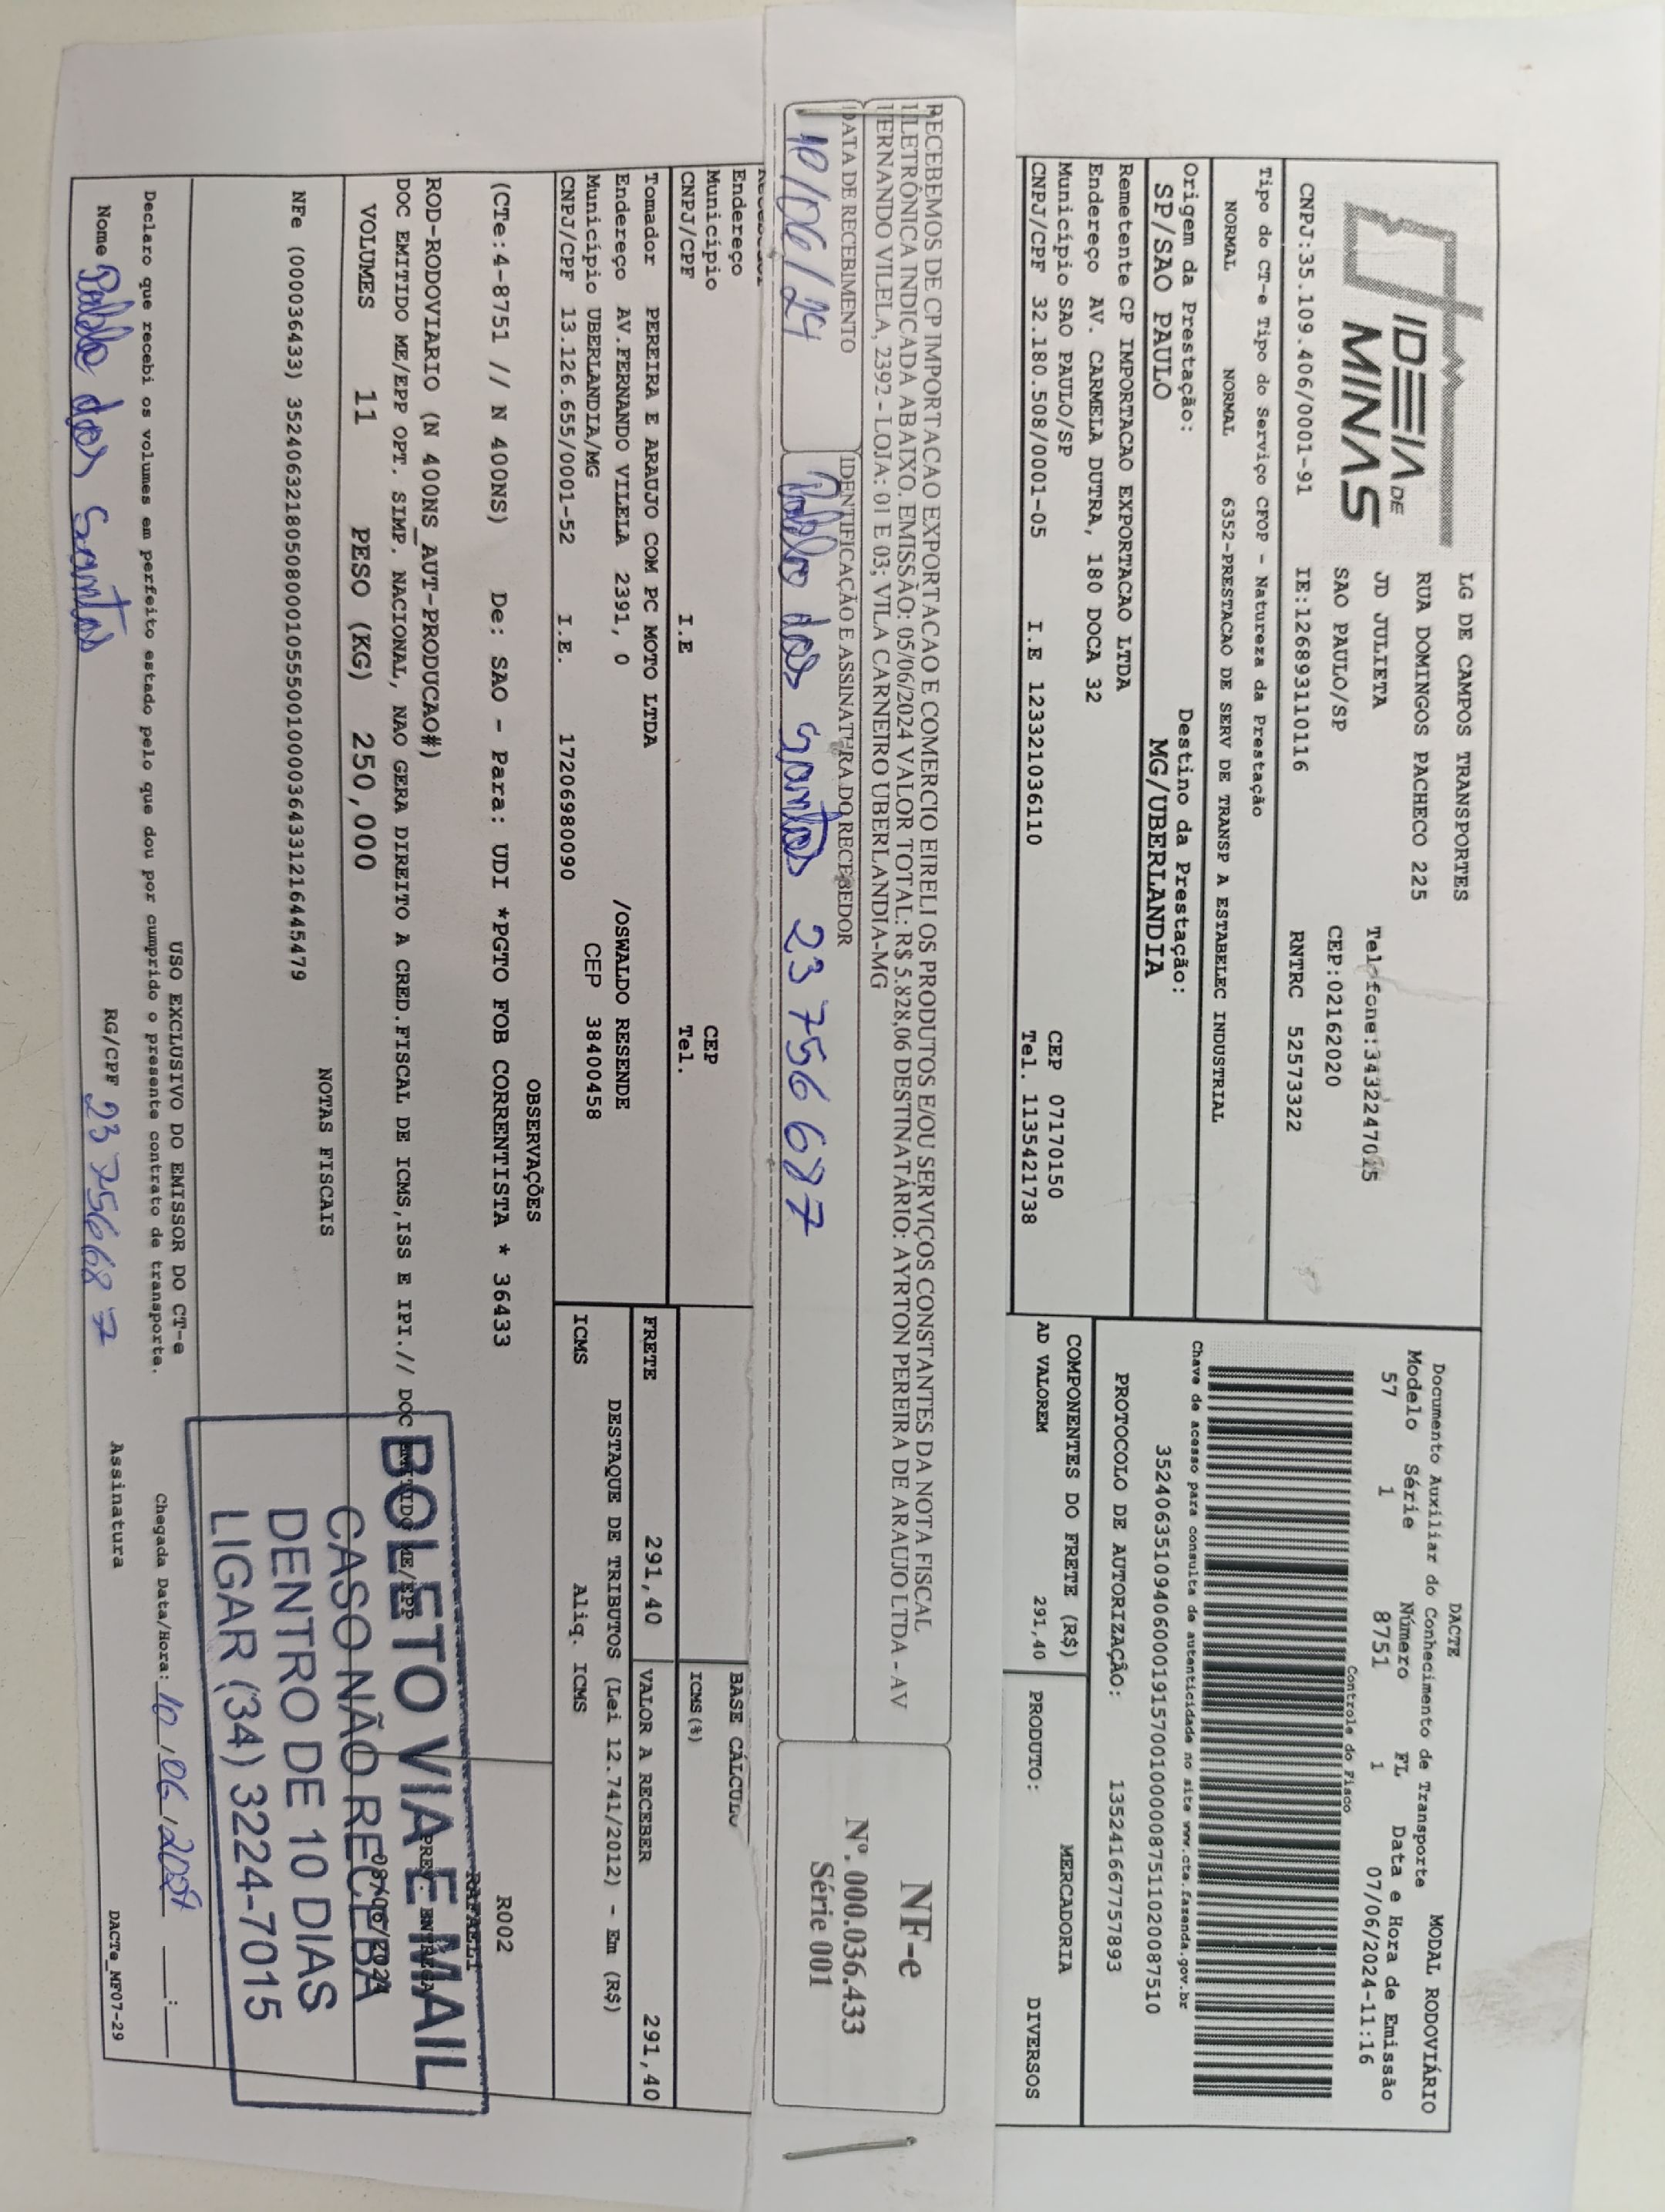 IDEIA DE
MINAS
LG DE CAMPOS TRANSPORTES
RUA DOMINGOS PACHECO 225
JD JULIETA Telefone:3432247015
SAO PAULO/SP CEP:02162020
CNPJ:35.109.406/0001-91 IE:126893110116 RNTRC 52573322
DACTE MODAL RODOVIÁRIO
Documento Auxiliar do Conhecimento de Transporte
Modelo Série Número FL Data e Hora de Emissão
57 1 8751 1 07/06/2024-11:16
Controle do Fisco
Tipo do CT-e Tipo do Serviço CFOP - Natureza da Prestação
NORMAL NORMAL 6352-PRESTACAO DE SERV DE TRANSP A ESTABELEC INDUSTRIAL
Chave de acesso para consulta de autenticidade no site www.cte.fazenda.gov.br
35240635109406000191570010000087511020087510
Origem da Prestação: Destino da Prestação:
SP/SAO PAULO MG/UBERLANDIA
PROTOCOLO DE AUTORIZAÇÃO: 135241667757893
Remetente CP IMPORTACAO EXPORTACAO LTDA
Endereço AV. CARMELA DUTRA, 180 DOCA 32
Município SAO PAULO/SP CEP 07170150
CNPJ/CPF 32.180.508/0001-05 I.E 123321036110 Tel. 1135421738
COMPONENTES DO FRETE (R$) MERCADORIA
AD VALOREM 291,40 PRODUTO: DIVERSOS
RECEBEMOS DE CP IMPORTACAO EXPORTACAO E COMERCIO EIRELI OS PRODUTOS E/OU SERVIÇOS CONSTANTES DA NOTA FISCAL
ELETRÔNICA INDICADA ABAIXO. EMISSÃO: 05/06/2024 VALOR TOTAL: R$ 5.828,06 DESTINATÁRIO: AYRTON PEREIRA DE ARAUJO LTDA - AV
FERNANDO VILELA, 2392 - LOJA: 01 E 03; VILA CARNEIRO UBERLANDIA-MG
DATA DE RECEBIMENTO IDENTIFICAÇÃO E ASSINATURA DO RECEBEDOR
10/06/24 Pablo dos Santos 23 756 687
NF-e
Nº. 000.036.433
Série 001
Endereço
Município CEP
CNPJ/CPF I.E Tel.
BASE CÁLCULO
ICMS(%)
Tomador PEREIRA E ARAUJO COM PC MOTO LTDA
Endereço AV.FERNANDO VILELA 2391, 0 /OSWALDO RESENDE
Município UBERLANDIA/MG CEP 38400458
CNPJ/CPF 13.126.655/0001-52 I.E. 17206980090
FRETE 291,40 VALOR A RECEBER 291,40
DESTAQUE DE TRIBUTOS (Lei 12.741/2012) - Em (R$)
ICMS Aliq. ICMS
OBSERVAÇÕES
(CTe:4-8751 // N 400NS) De: SAO - Para: UDI *PGTO FOB CORRENTISTA * 36433 R002
RAFAELI
ROD-RODOVIARIO (N 400NS_AUT-PRODUCAO#)
DOC EMITIDO ME/EPP OPT. SIMP. NACIONAL, NAO GERA DIREITO A CRED.FISCAL DE ICMS,ISS E IPI.// DOC EMITIDO ME/EPP
VOLUMES 11 PESO (KG) 250,000
BOLETO VIA E-MAIL
CASO NÃO RECEBA
DENTRO DE 10 DIAS
LIGAR (34) 3224-7015
NOTAS FISCAIS
NFe (000036433) 35240632180508000105550010000364331216445479
USO EXCLUSIVO DO EMISSOR DO CT-e
Declaro que recebi os volumes em perfeito estado pelo que dou por cumprido o presente contrato de transporte.
Chegada Data/Hora: 10/06/2024 __:__
Nome Pablo dos Santos RG/CPF 23 756687 Assinatura
DACTe_MF07-29